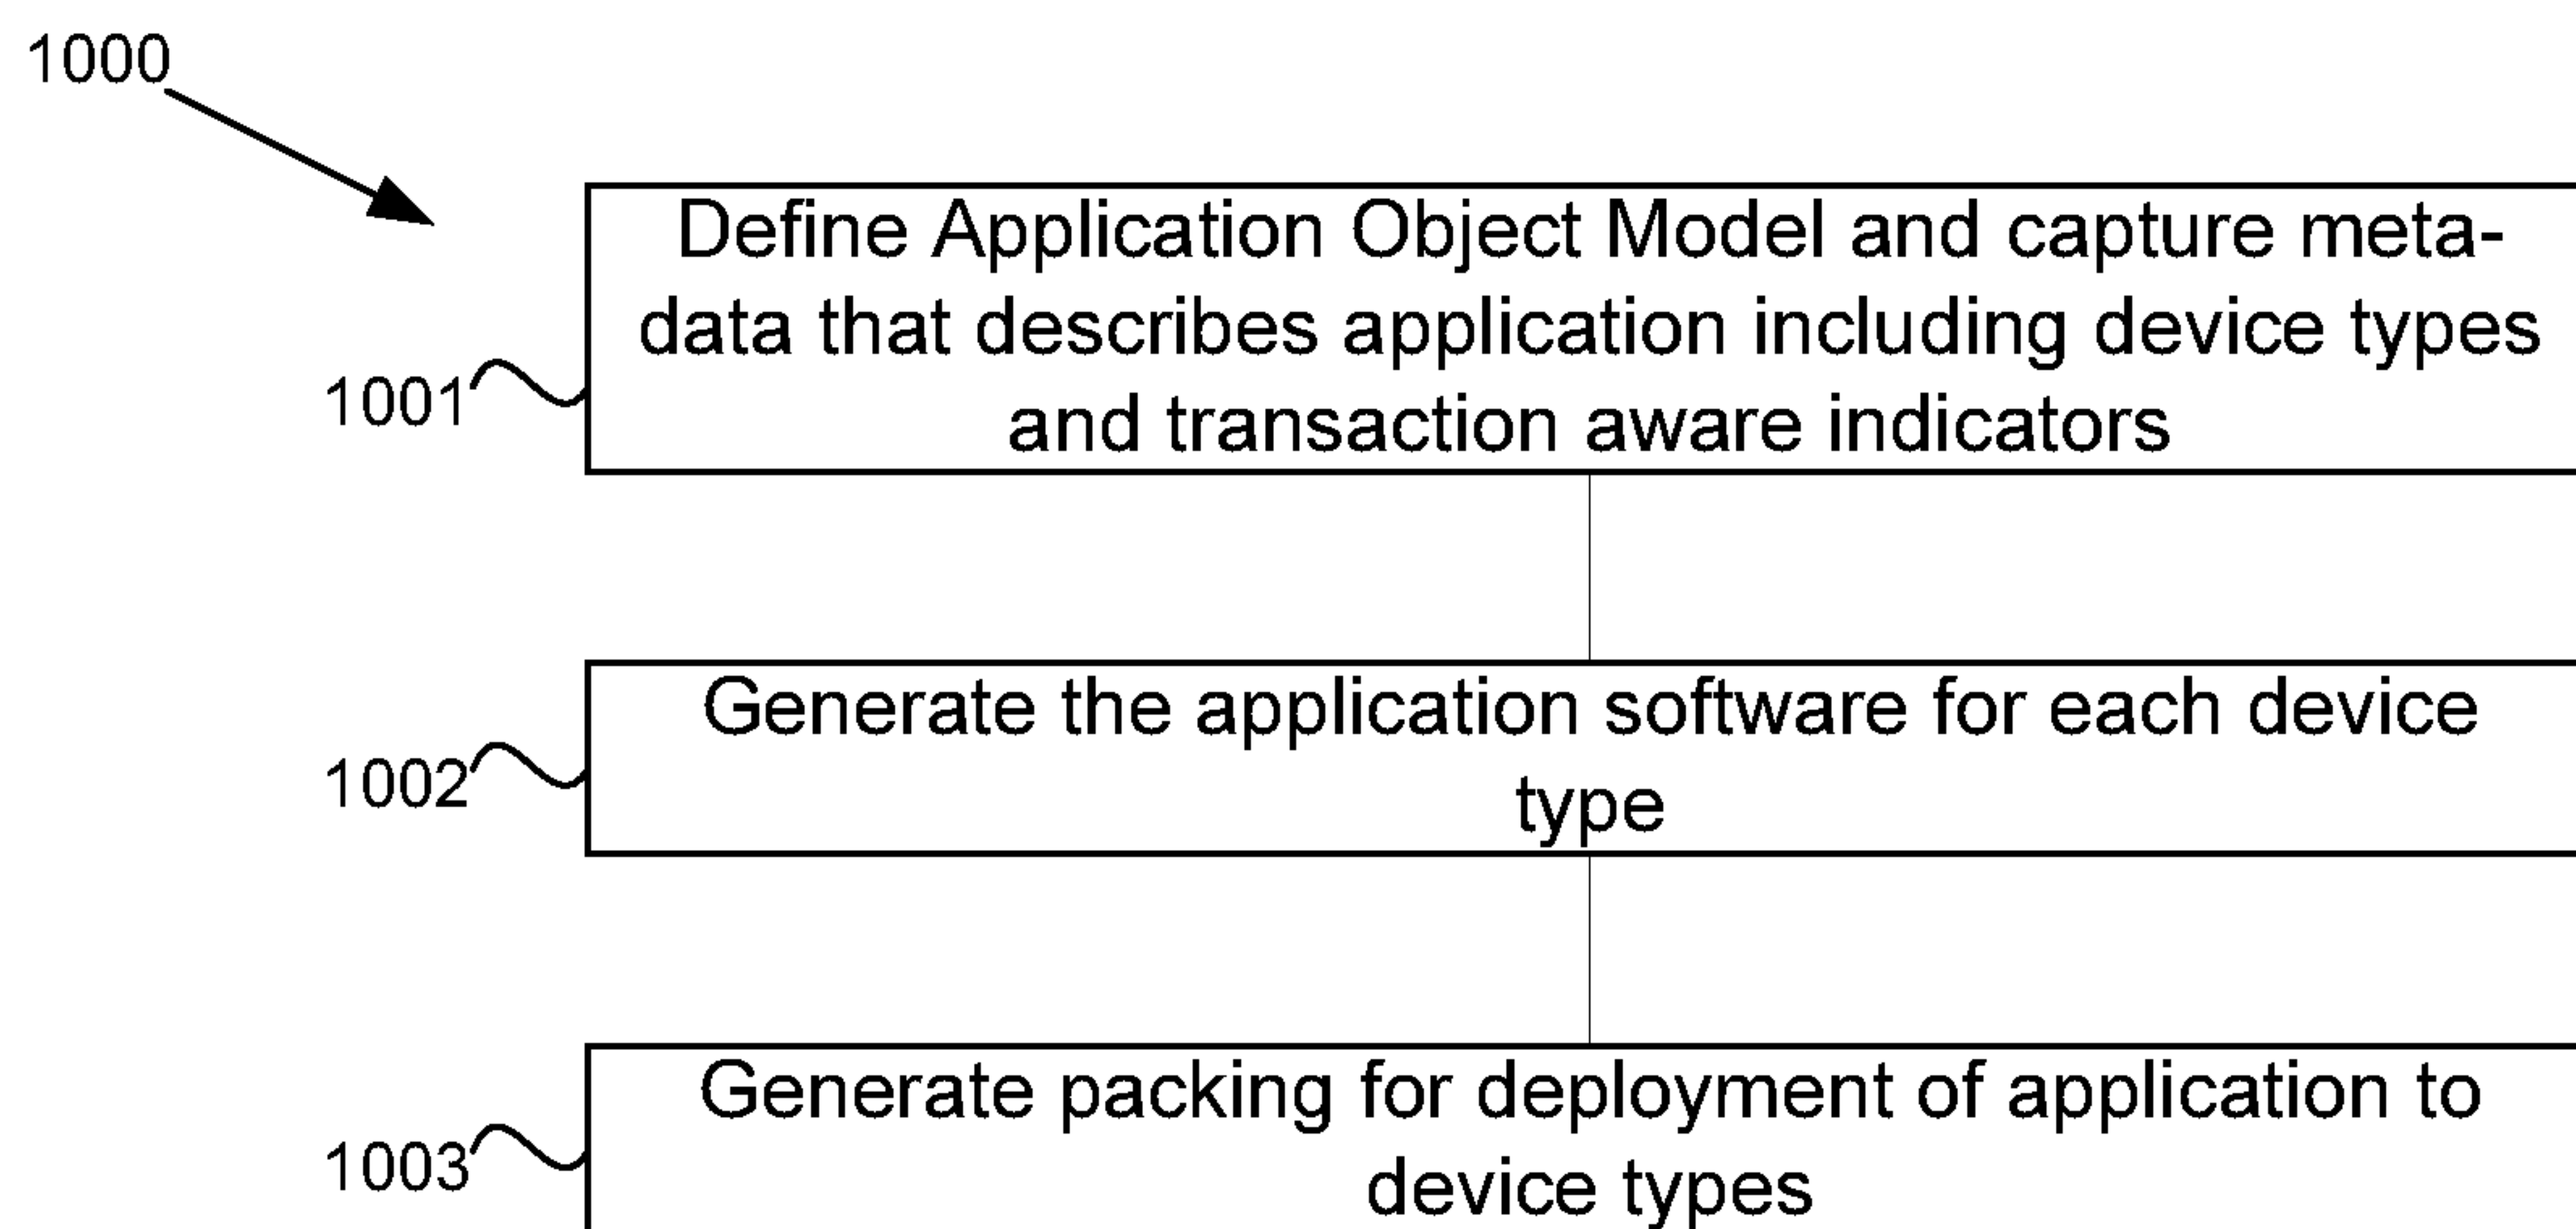 1000
Define Application Object Model and capture meta-
data that describes application including device types
and transaction aware indicators
1001
Generate the application software for each device
type
1002
Generate packing for deployment of application to
device types
1003